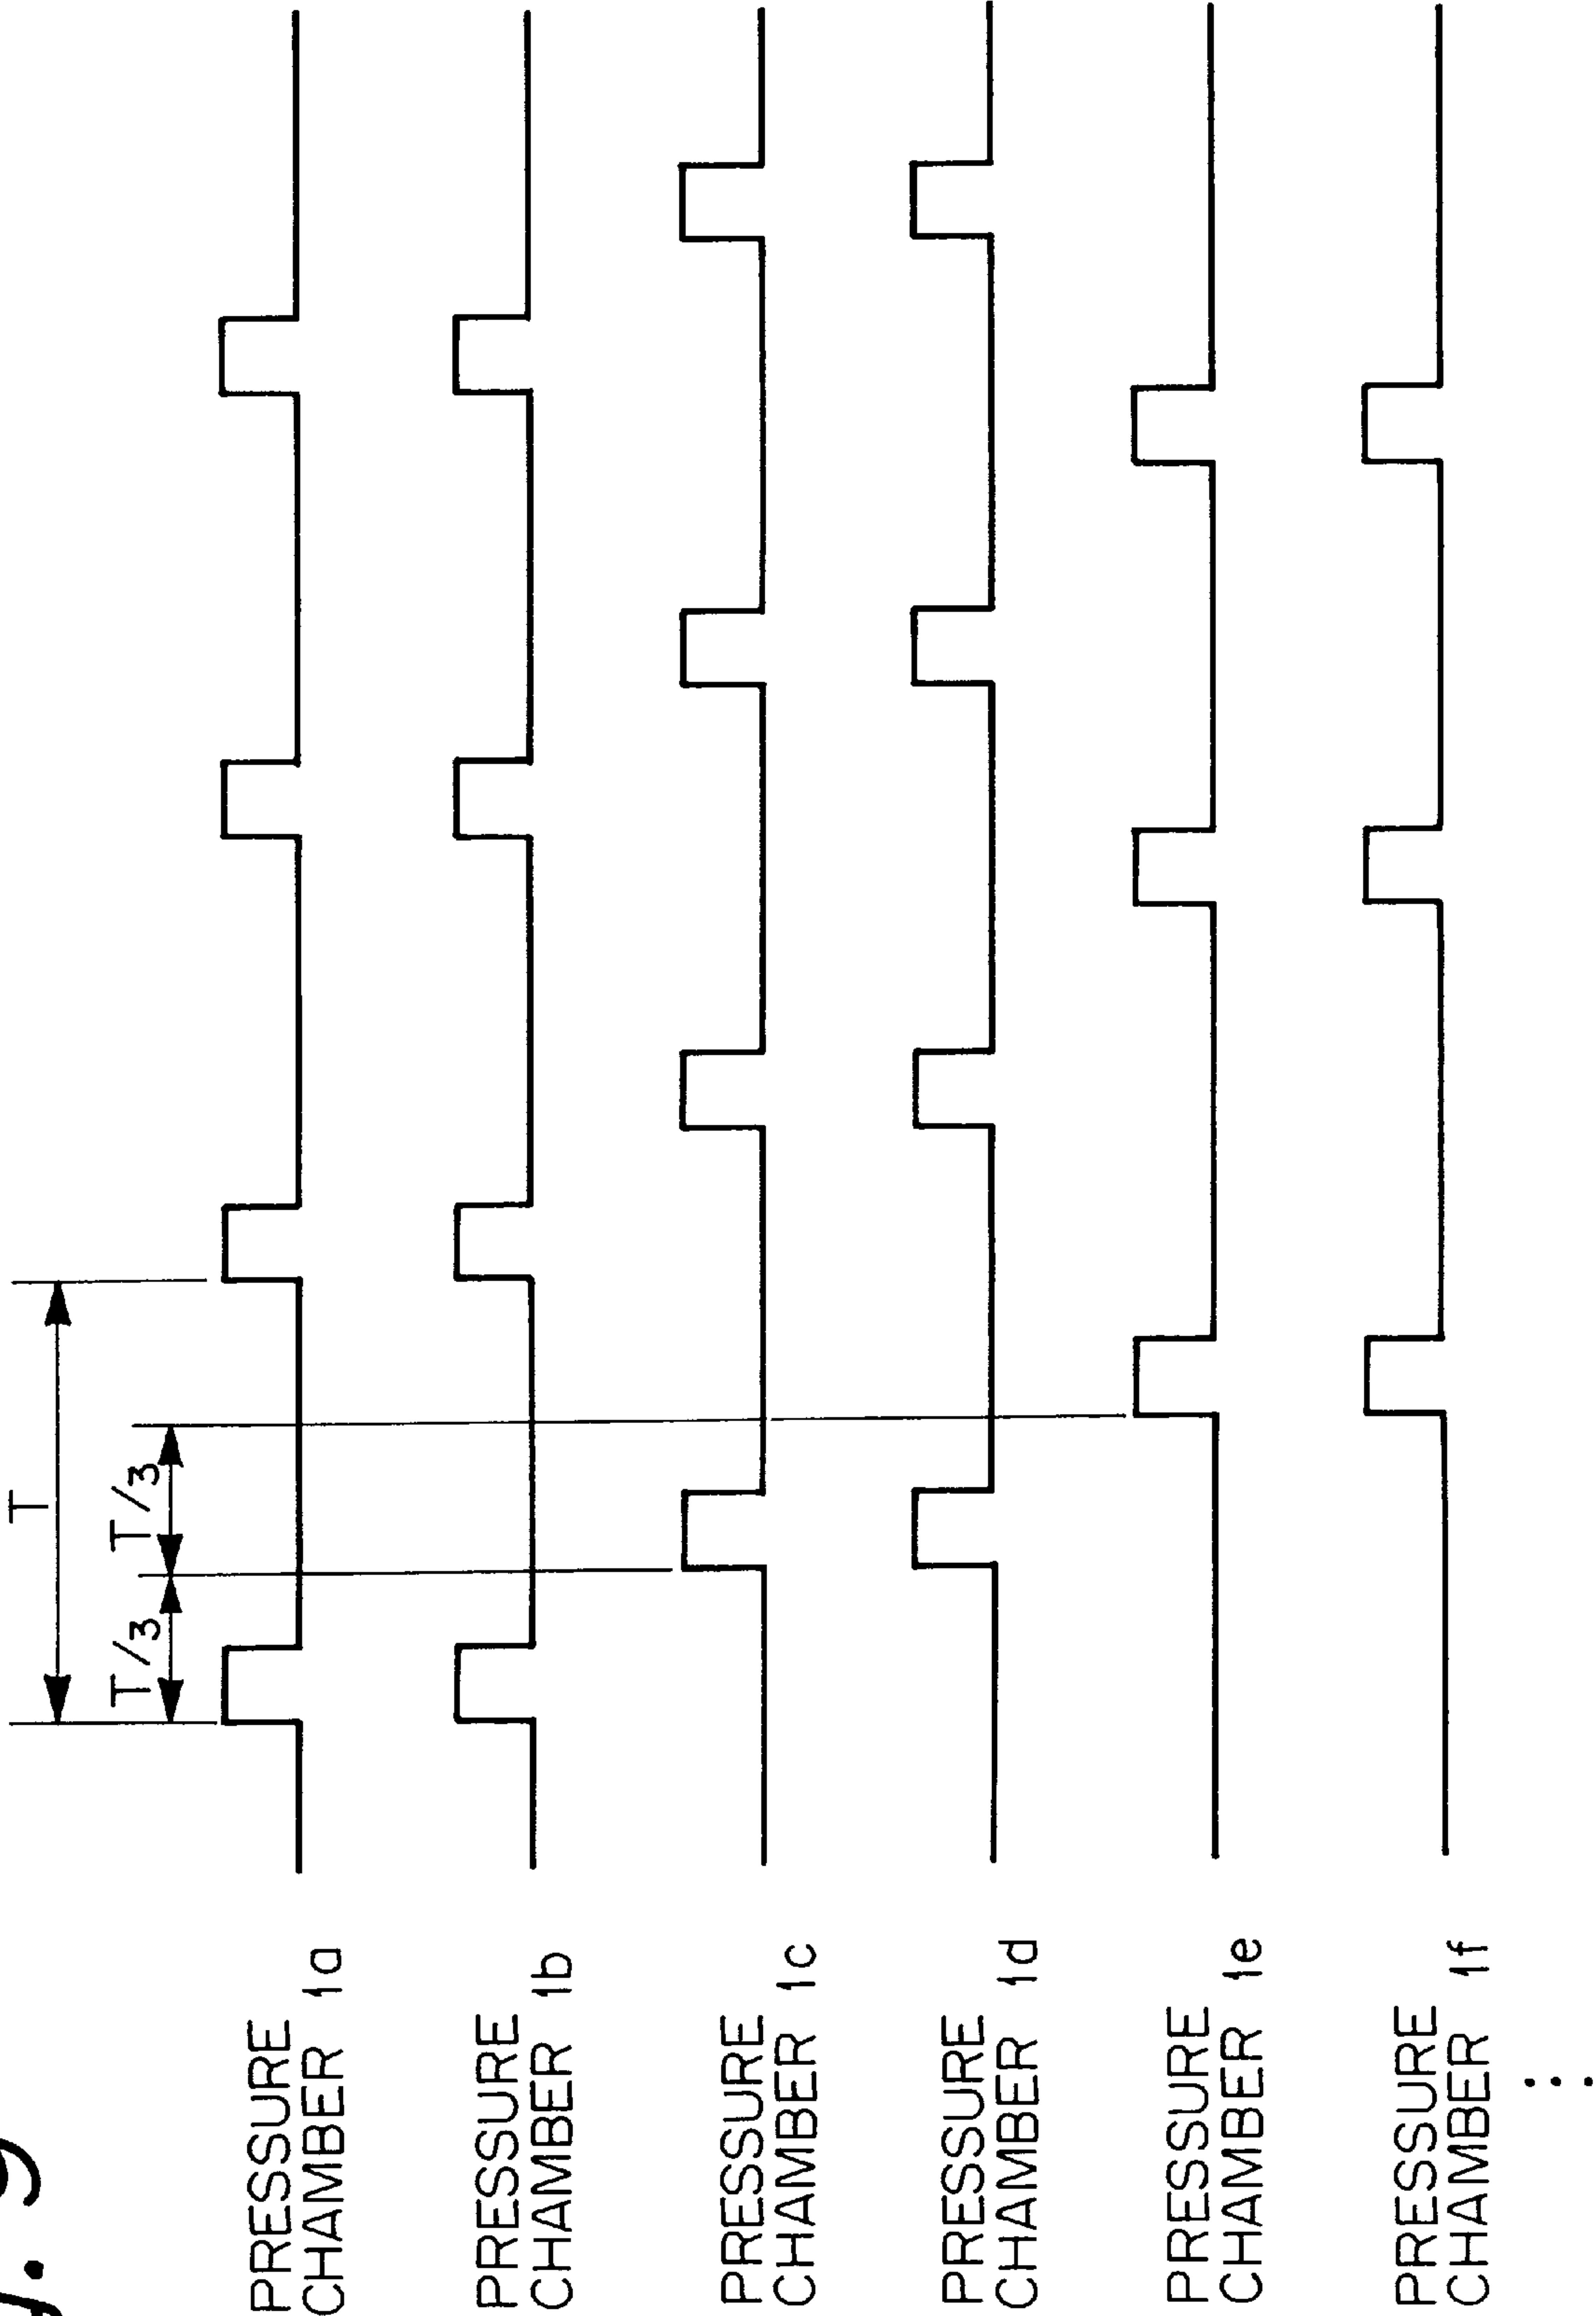 T
T/3 T/3
PRESSURE
CHAMBER 1a
PRESSURE
CHAMBER 1b
PRESSURE
CHAMBER 1c
PRESSURE
CHAMBER 1d
PRESSURE
CHAMBER 1e
PRESSURE
CHAMBER 1f